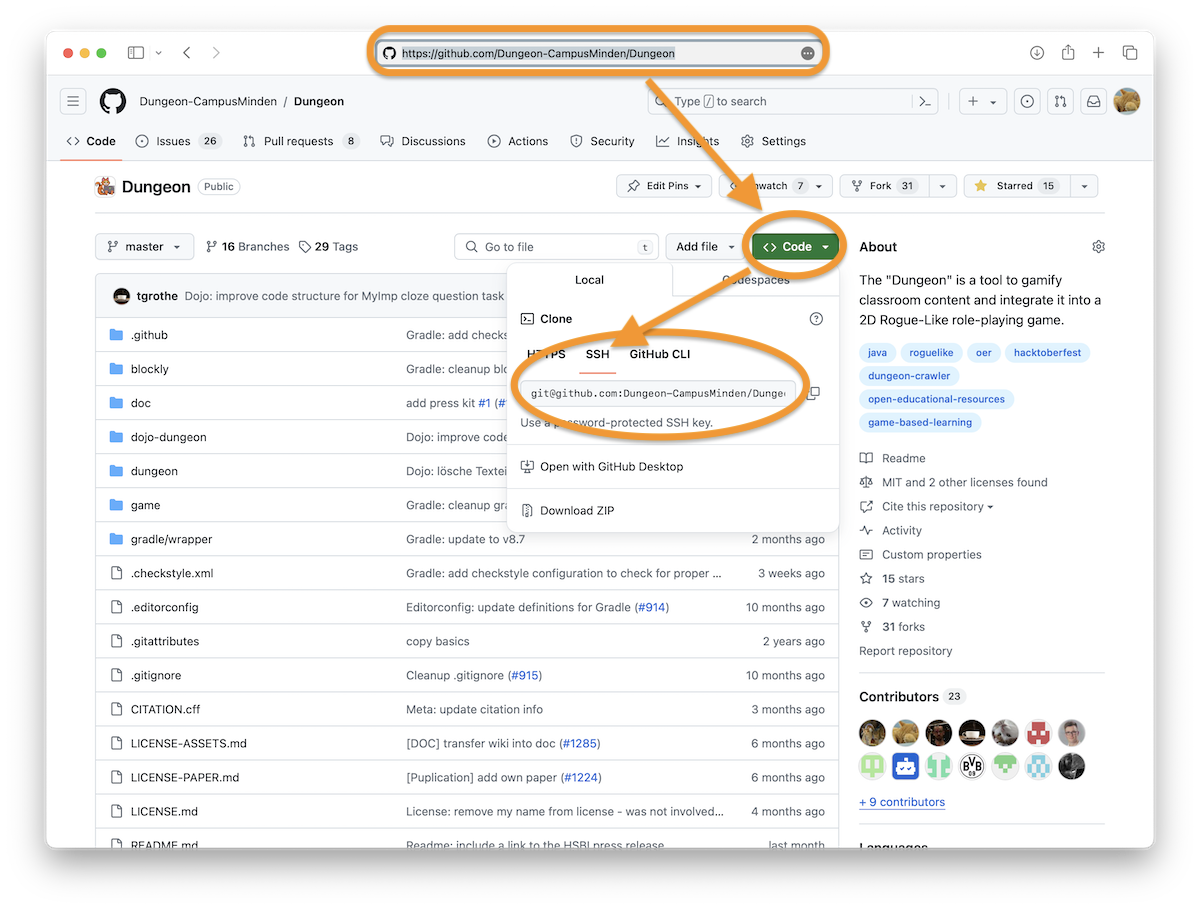 https://github.com/Dungeon-CampusMinden/Dungeon
Dungeon-CampusMinden / Dungeon
Type / to search
Code
Issues 26
Pull requests 8
Discussions
Actions
Security
Insights
Settings
Dungeon Public
Edit Pins
watch 7
Fork 31
Starred 15
master
16 Branches
29 Tags
Go to file t
Add file
Code
Local
Codespaces
Clone
HTTPS SSH GitHub CLI
git@github.com:Dungeon-CampusMinden/Dunge
Use a password-protected SSH key.
Open with GitHub Desktop
Download ZIP
tgrothe Dojo: improve code structure for MyImp cloze question task
.github Gradle: add checks
blockly Gradle: cleanup blo
doc add press kit #1 (#
dojo-dungeon Dojo: improve code
dungeon Dojo: lösche Textei
game Gradle: cleanup gra
gradle/wrapper Gradle: update to v8.7 2 months ago
.checkstyle.xml Gradle: add checkstyle configuration to check for proper ... 3 weeks ago
.editorconfig Editorconfig: update definitions for Gradle (#914) 10 months ago
.gitattributes copy basics 2 years ago
.gitignore Cleanup .gitignore (#915) 10 months ago
CITATION.cff Meta: update citation info 3 months ago
LICENSE-ASSETS.md [DOC] transfer wiki into doc (#1285) 6 months ago
LICENSE-PAPER.md [Puplication] add own paper (#1224) 6 months ago
LICENSE.md License: remove my name from license - was not involved... 4 months ago
README.md Readme: include a link to the HSBI press release last month
About
The "Dungeon" is a tool to gamify
classroom content and integrate it into a
2D Rogue-Like role-playing game.
java roguelike oer hacktoberfest
dungeon-crawler
open-educational-resources
game-based-learning
Readme
MIT and 2 other licenses found
Cite this repository
Activity
Custom properties
15 stars
7 watching
31 forks
Report repository
Contributors 23
BVB
09
+ 9 contributors
Languages